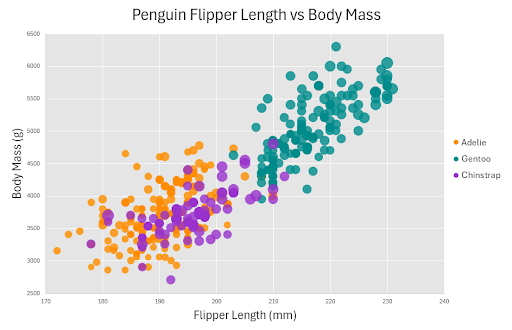 Penguin Flipper Length vs Body Mass
6500
6000
5500
5000
4500
4000
3500
3000
2500
Body Mass (g)
170 180 190 200 210 220 230 240
Flipper Length (mm)
Adelie
Gentoo
Chinstrap